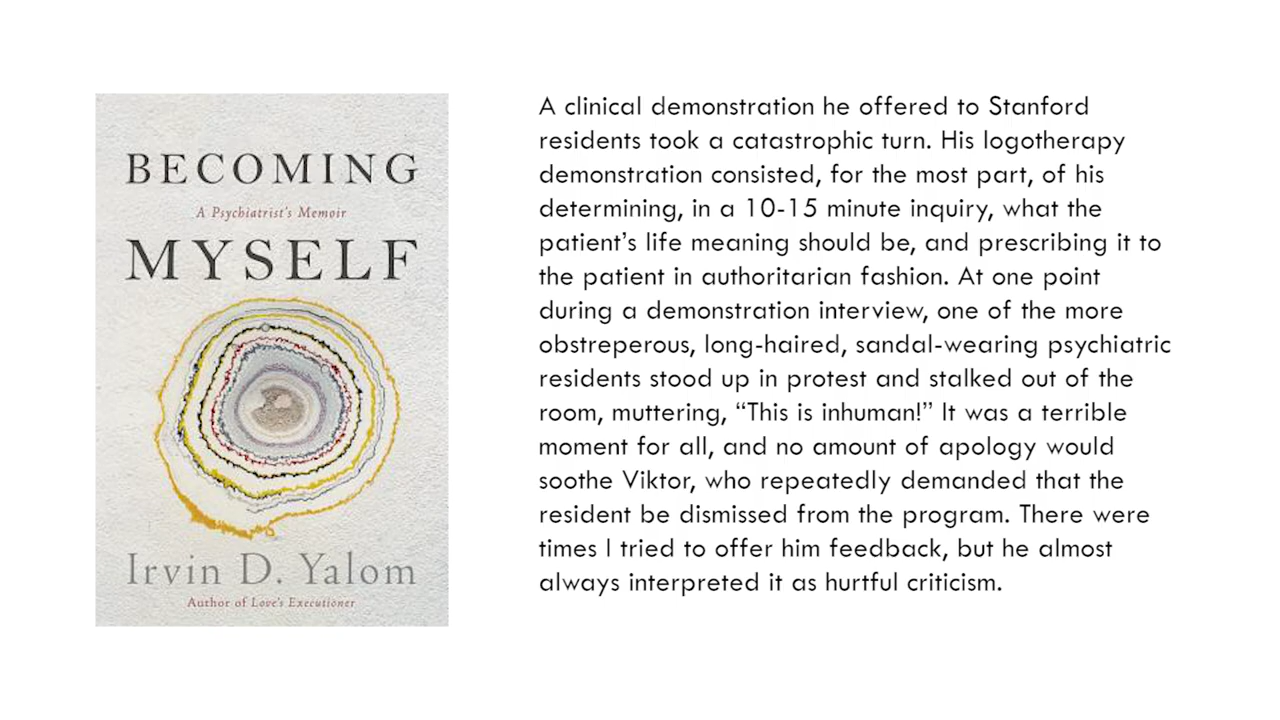 BECOMING
A Psychiatrist's Memoir
MYSELF
Irvin D. Yalom
Author of Love's Executioner
A clinical demonstration he offered to Stanford
residents took a catastrophic turn. His logotherapy
demonstration consisted, for the most part, of his
determining, in a 10-15 minute inquiry, what the
patient’s life meaning should be, and prescribing it to
the patient in authoritarian fashion. At one point
during a demonstration interview, one of the more
obstreperous, long-haired, sandal-wearing psychiatric
residents stood up in protest and stalked out of the
room, muttering, “This is inhuman!” It was a terrible
moment for all, and no amount of apology would
soothe Viktor, who repeatedly demanded that the
resident be dismissed from the program. There were
times I tried to offer him feedback, but he almost
always interpreted it as hurtful criticism.